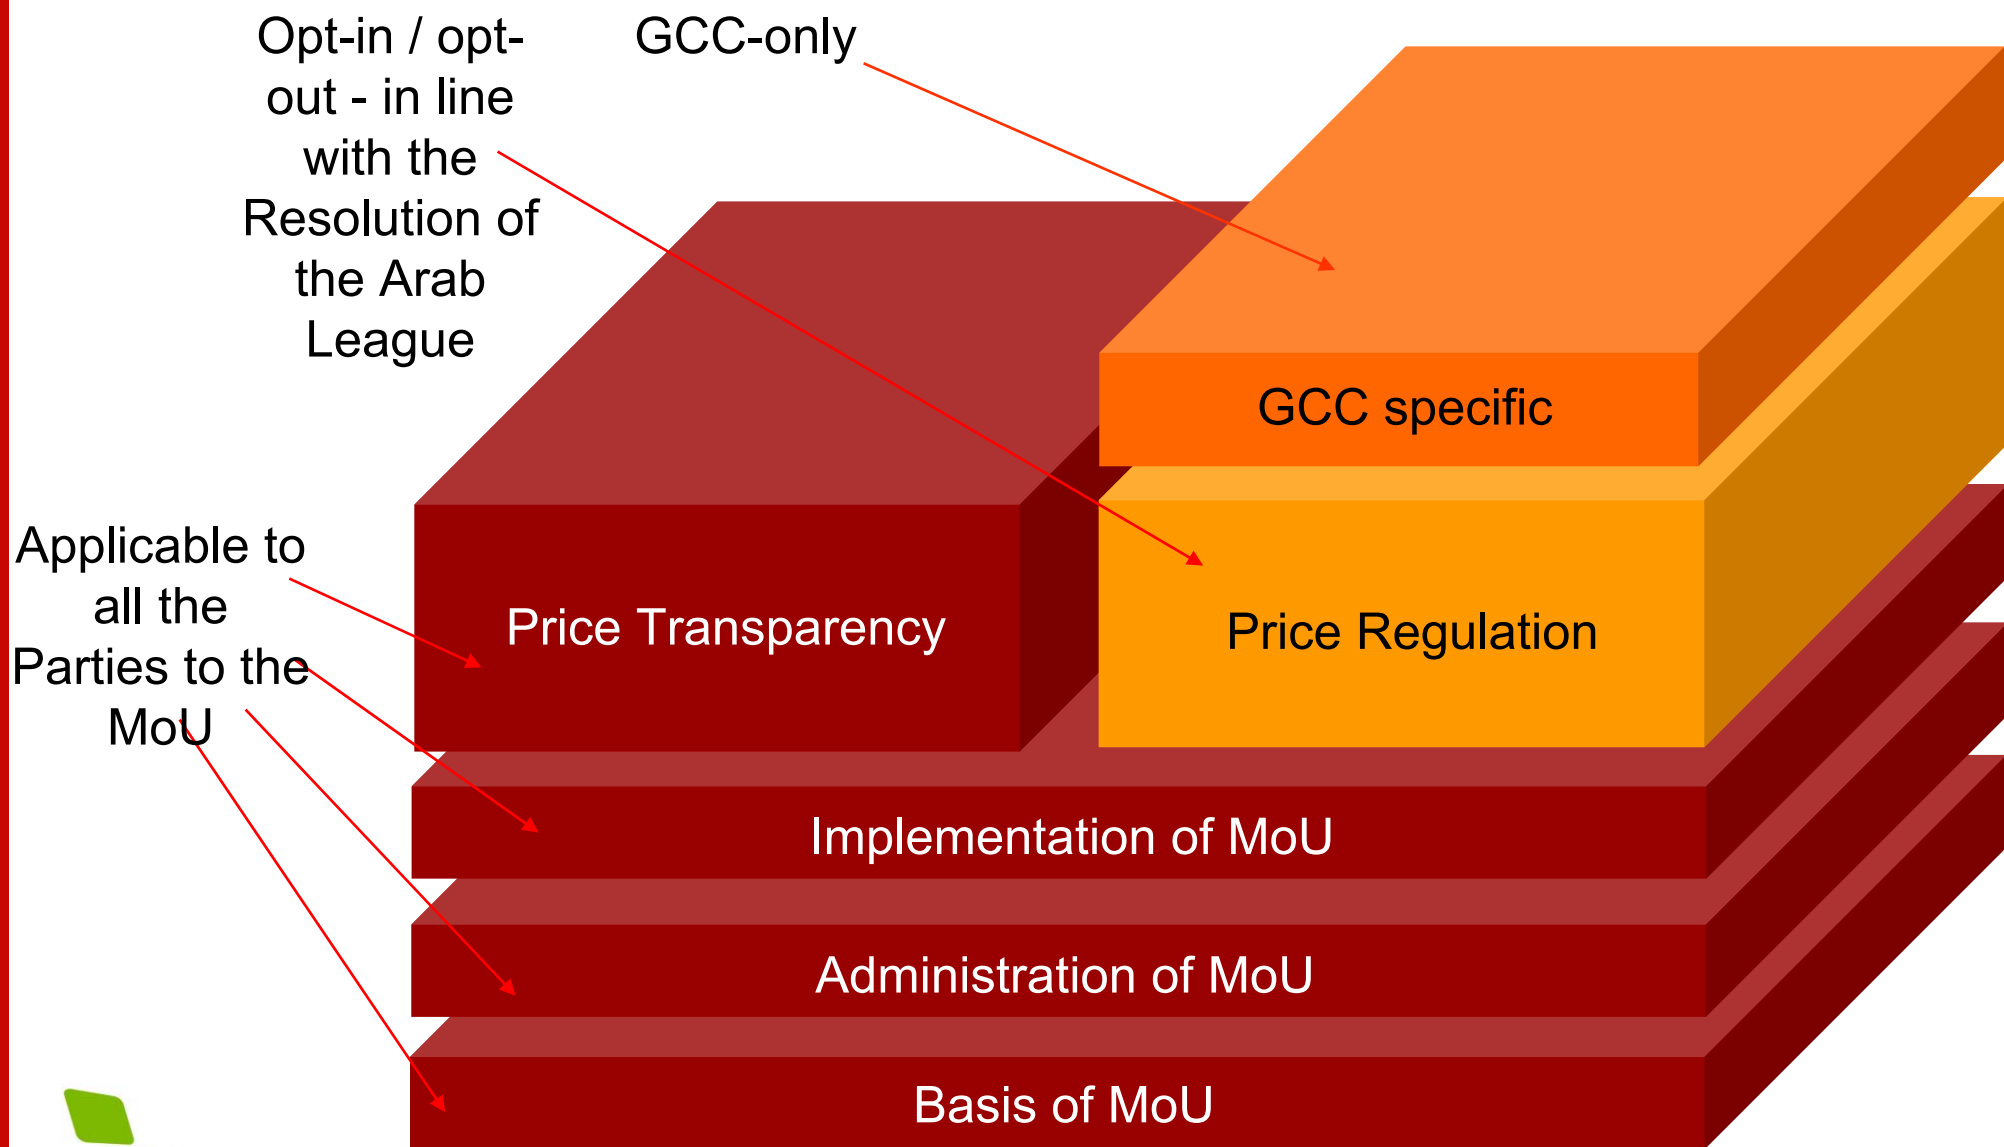 Opt-in / opt-
out - in line
with the
Resolution of
the Arab
League
GCC-only
GCC specific
Applicable to
all the
Parties to the
MoU
Price Transparency
Price Regulation
Implementation of MoU
Administration of MoU
Basis of MoU